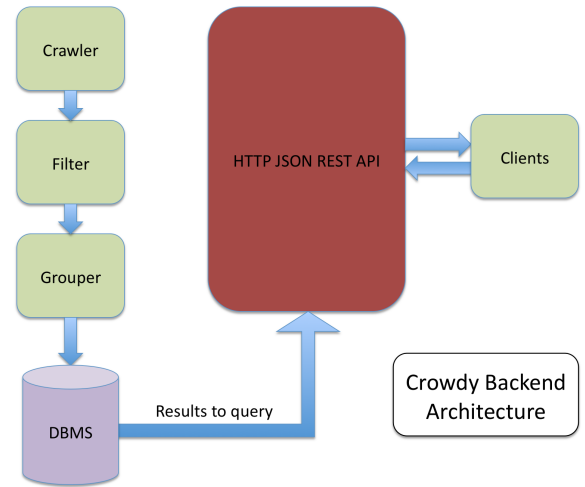 Crawler
Filter
Grouper
DBMS
Results to query
HTTP JSON REST API
Clients
Crowdy Backend
Architecture